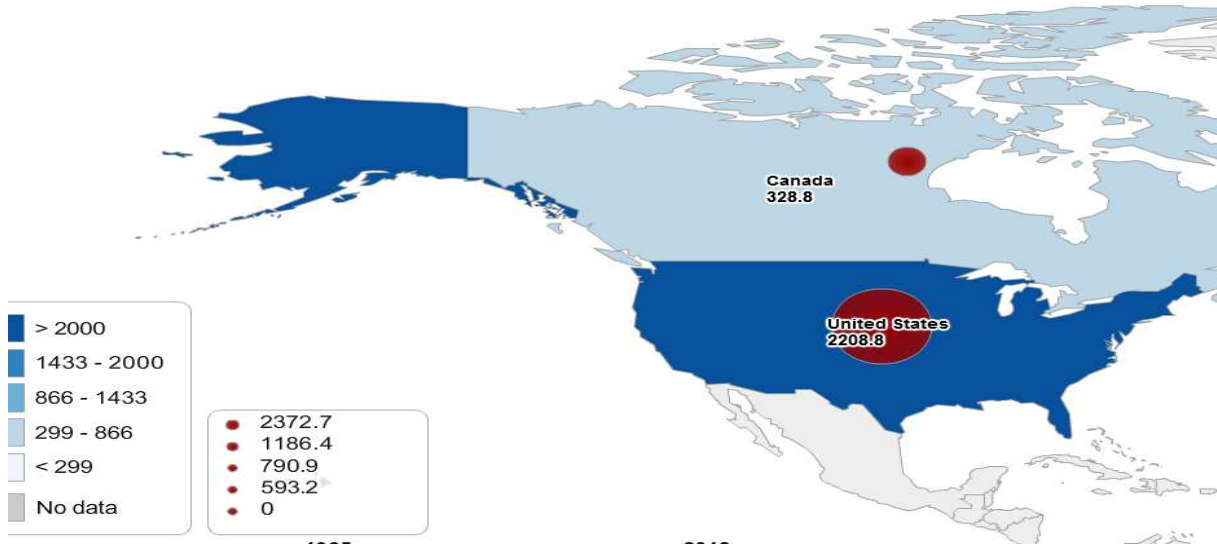 Canada
328.8
United States
2208.8
> 2000
1433 - 2000
866 - 1433
299 - 866
< 299
No data
2372.7
1186.4
790.9
593.2
0